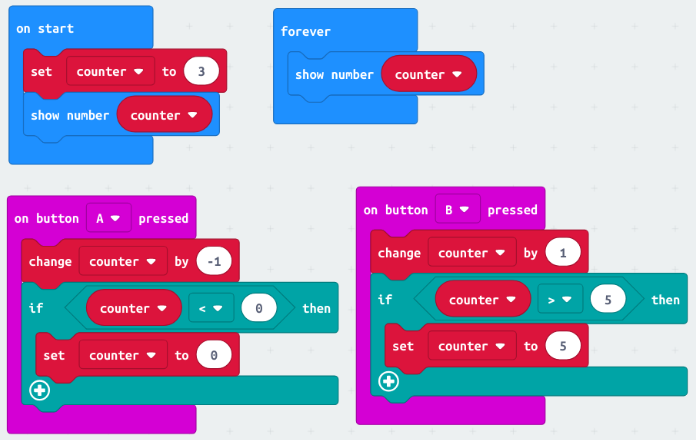 on start
set counter to 3
show number counter
forever
show number counter
on button A pressed
change counter by -1
if counter < 0 then
set counter to 0
on button B pressed
change counter by 1
if counter > 5 then
set counter to 5